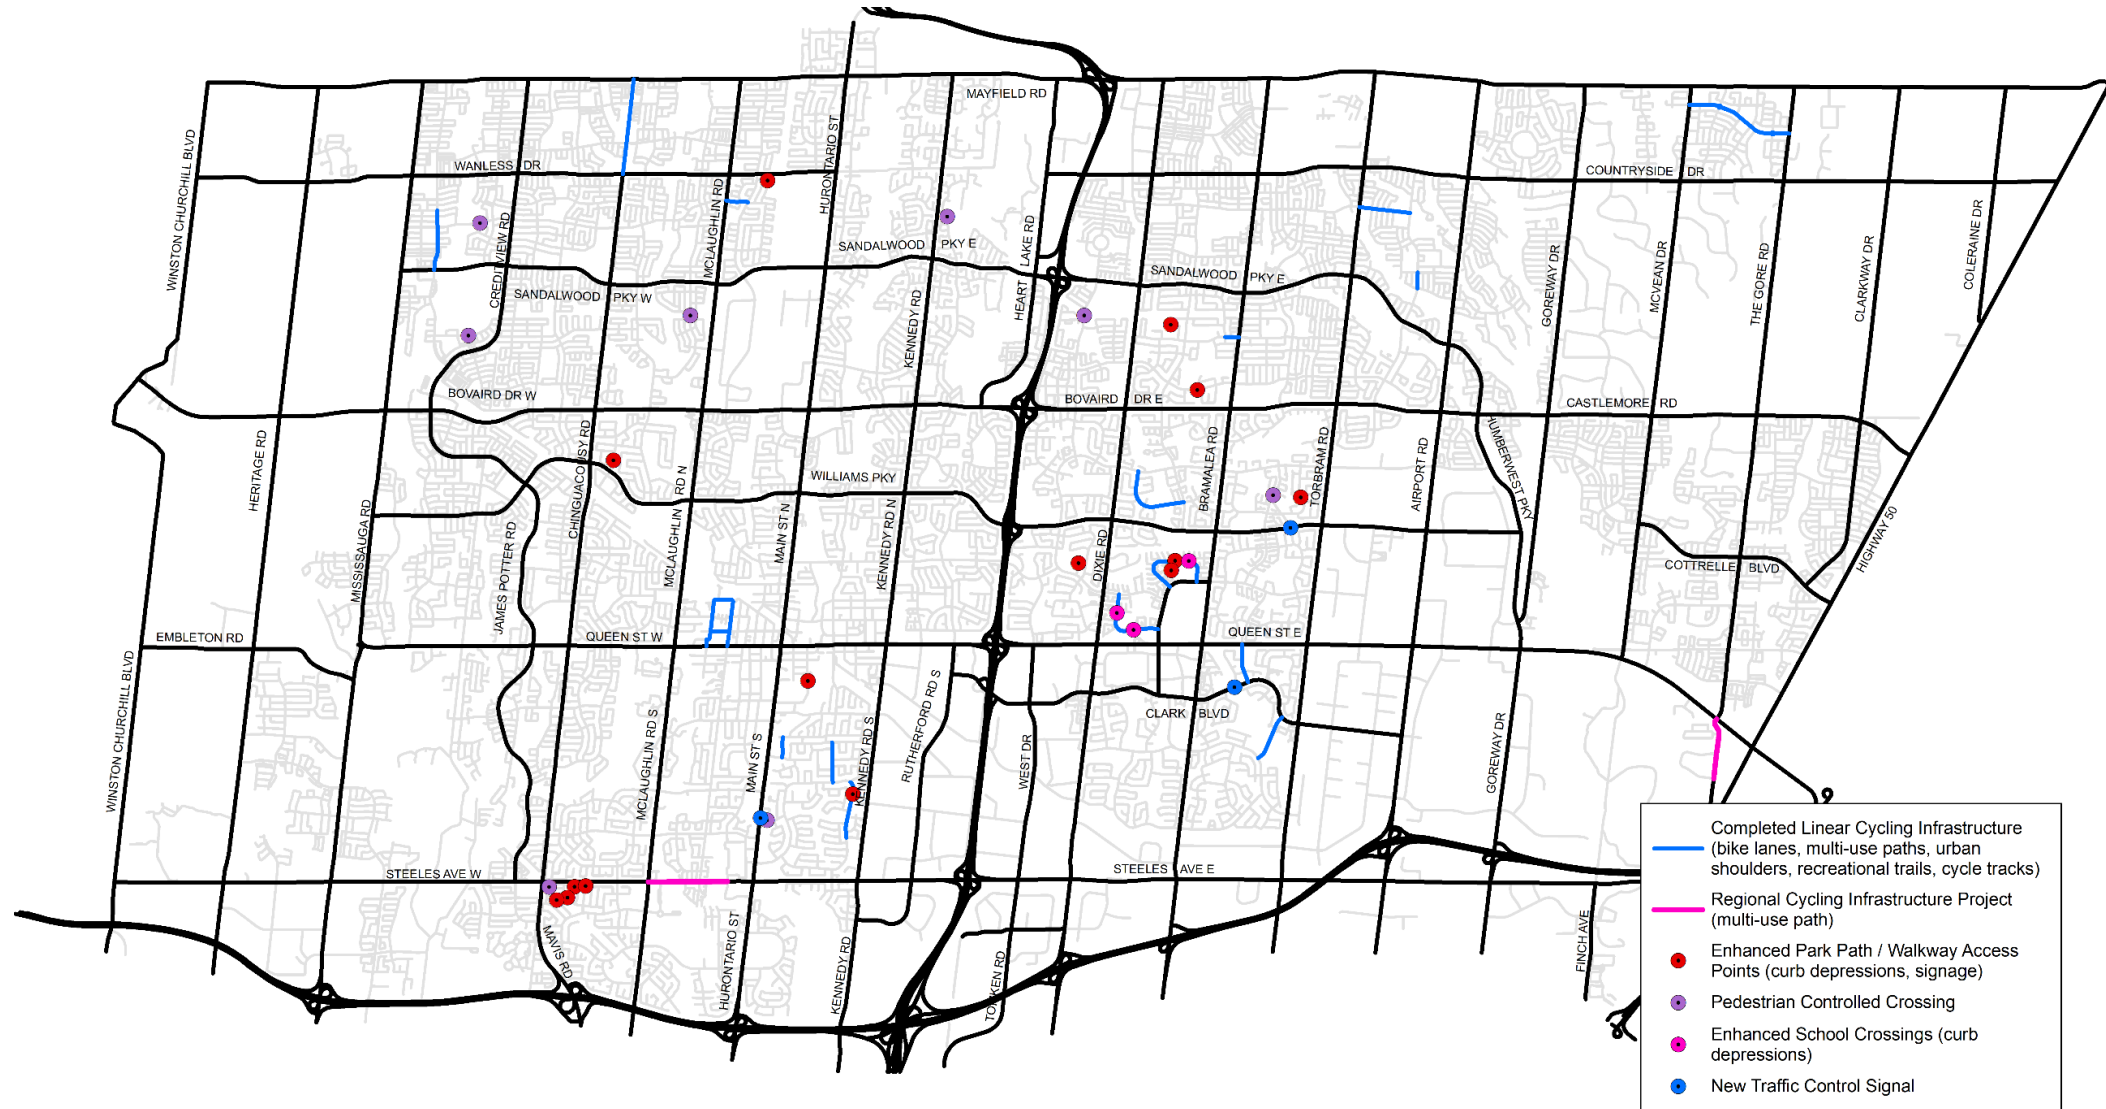 MAYFIELD RD
WINSTON CHURCHILL BLVD
WANLESS DR
HURONTARIO ST
COUNTRYSIDE DR
MCLAUGHLIN RD
CREDITVIEW RD
SANDALWOOD PKY E
HEART LAKE RD
SANDALWOOD PKY E
SANDALWOOD PKY W
GOREWAY DR
MCVEAN DR
THE GORE RD
CLARKWAY DR
COLERAINE DR
KENNEDY RD
BOVAIRD DR W
BOVAIRD DR E
CASTLEMORE RD
HERITAGE RD
CHINGUACOUSY RD
WILLIAMS PKY
BRAMALEA RD
TORBRAM RD
AIRPORT RD
HUMBERWEST PKY
MISSISSAUGA RD
JAMES POTTER RD
MCLAUGHLIN RD N
MAIN ST N
KENNEDY RD N
DIXIE RD
HIGHWAY 50
COTTRELLE BLVD
EMBLETON RD
QUEEN ST W
QUEEN ST E
WINSTON CHURCHILL BLVD
MCLAUGHLIN RD S
MAIN ST S
KENNEDY RD S
RUTHERFORD RD S
WEST DR
CLARK BLVD
GOREWAY DR
STEELES AVE W
STEELES AVE E
MAVIS RD
HURONTARIO ST
KENNEDY RD
TOMKEN RD
FINCH AVE
Completed Linear Cycling Infrastructure
(bike lanes, multi-use paths, urban
shoulders, recreational trails, cycle tracks)
Regional Cycling Infrastructure Project
(multi-use path)
Enhanced Park Path / Walkway Access
Points (curb depressions, signage)
Pedestrian Controlled Crossing
Enhanced School Crossings (curb
depressions)
New Traffic Control Signal